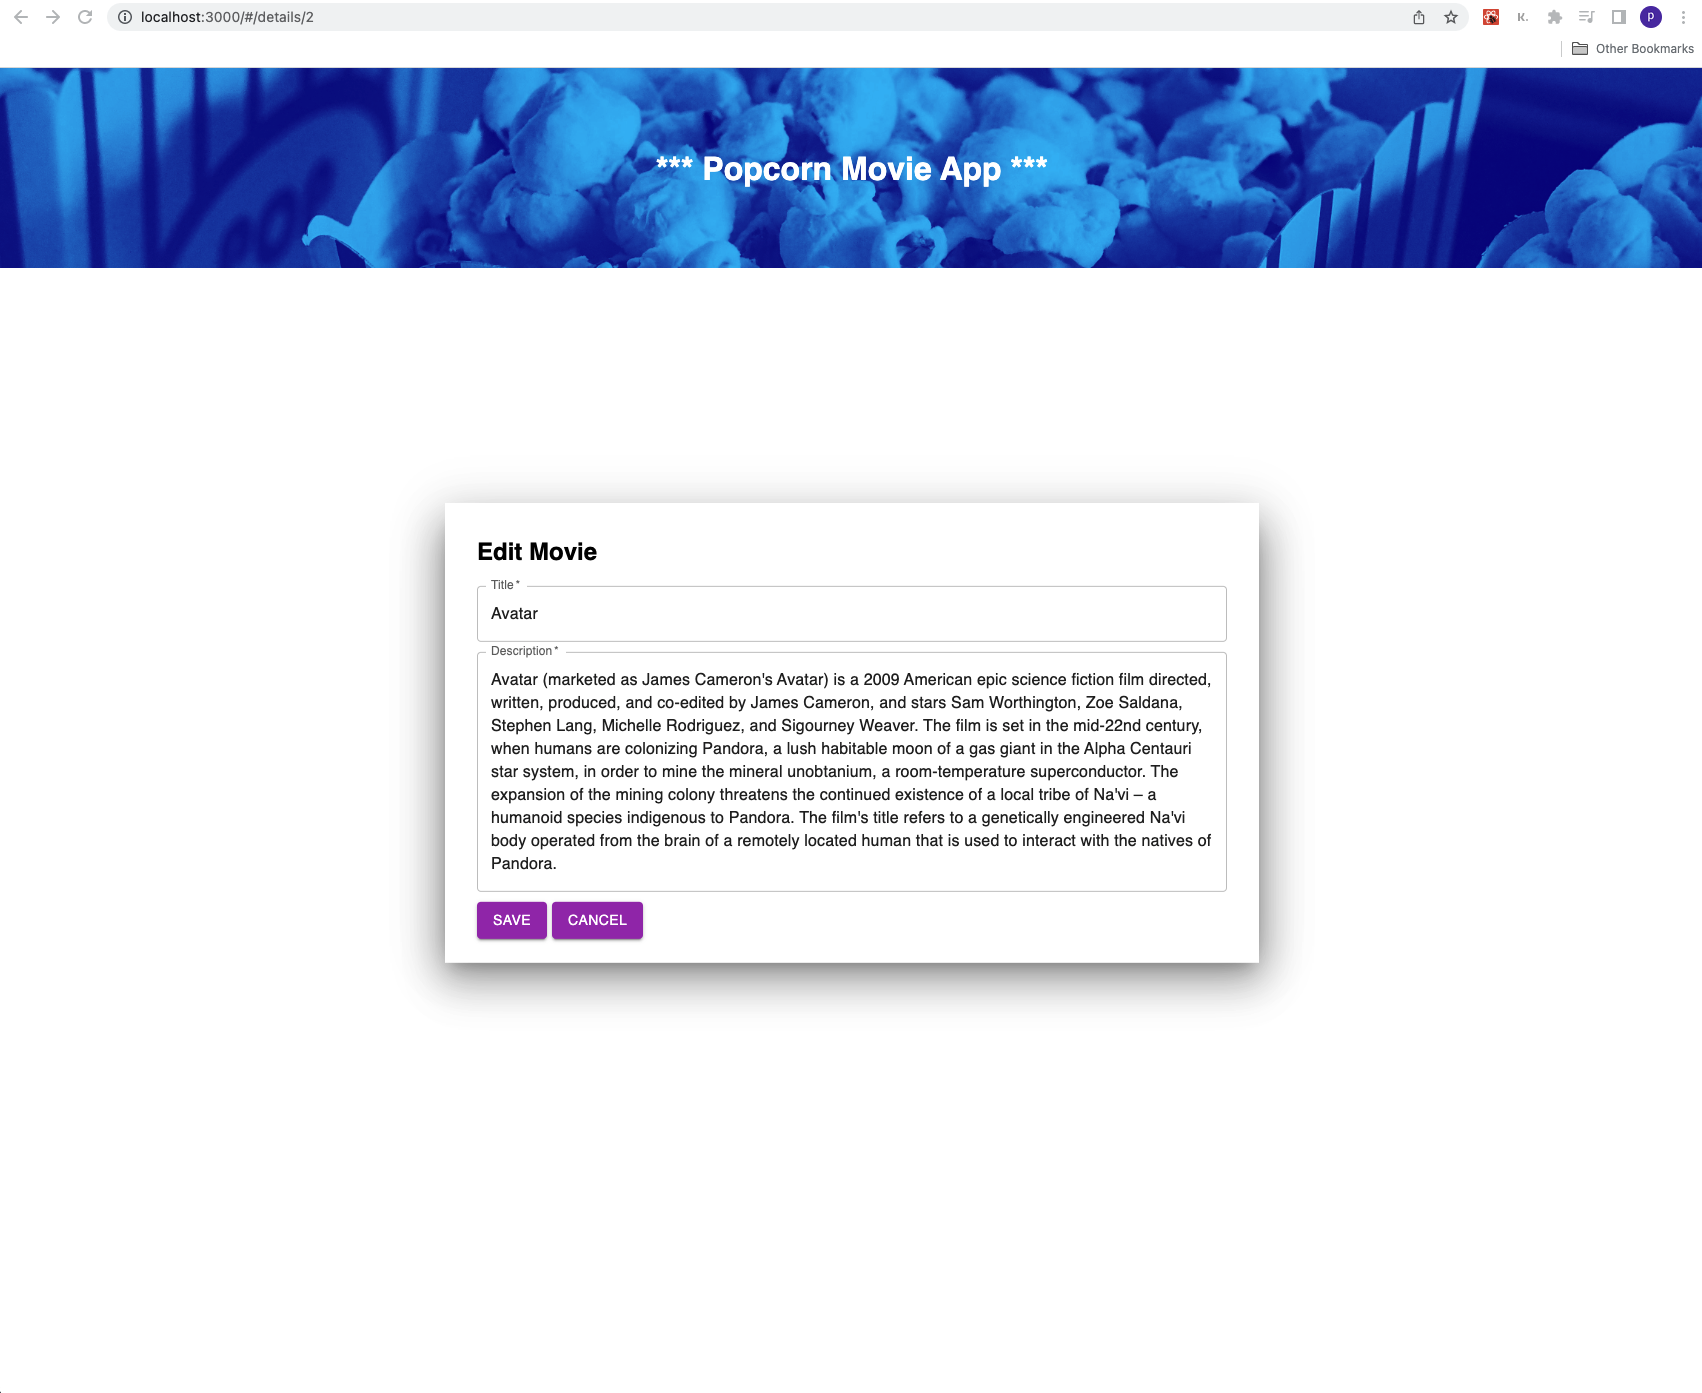 localhost:3000/#/details/2
K.
p
Other Bookmarks
*** Popcorn Movie App ***
Edit Movie
Title *
Avatar
Description *
Avatar (marketed as James Cameron's Avatar) is a 2009 American epic science fiction film directed,
written, produced, and co-edited by James Cameron, and stars Sam Worthington, Zoe Saldana,
Stephen Lang, Michelle Rodriguez, and Sigourney Weaver. The film is set in the mid-22nd century,
when humans are colonizing Pandora, a lush habitable moon of a gas giant in the Alpha Centauri
star system, in order to mine the mineral unobtanium, a room-temperature superconductor. The
expansion of the mining colony threatens the continued existence of a local tribe of Na'vi – a
humanoid species indigenous to Pandora. The film's title refers to a genetically engineered Na'vi
body operated from the brain of a remotely located human that is used to interact with the natives of
Pandora.
SAVE CANCEL